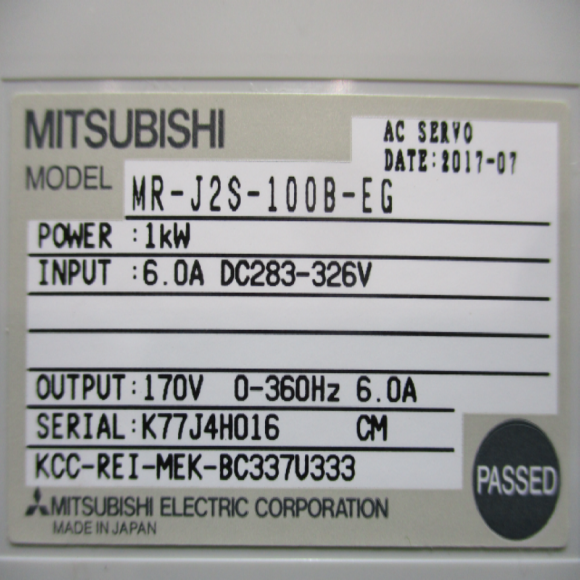 MITSUBISHI
AC SERVO
DATE:2017-07
MODEL MR-J2S-100B-EG
POWER :1kW
INPUT :6.0A DC283-326V
OUTPUT:170V 0-360Hz 6.0A
SERIAL:K77J4H016 CM
KCC-REI-MEK-BC337U333
PASSED
MITSUBISHI ELECTRIC CORPORATION
MADE IN JAPAN